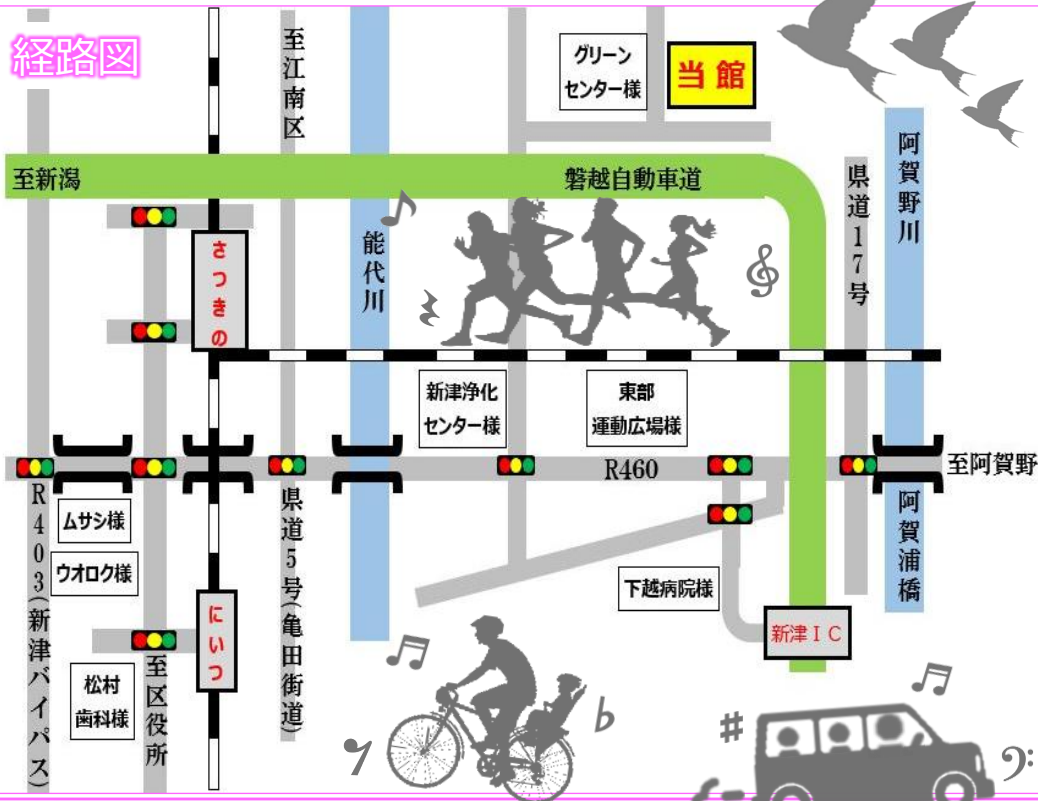 経路図
至江南区
グリーン
センター様
当館
至新潟
磐越自動車道
県道17号
阿賀野川
能代川
さつきの
新津浄化
センター様
東部
運動広場様
R460
至阿賀野
R403(新津バイパス)
ムサシ様
ウオロク様
県道5号(亀田街道)
阿賀浦橋
下越病院様
にいつ
新津IC
松村
歯科様
至区役所